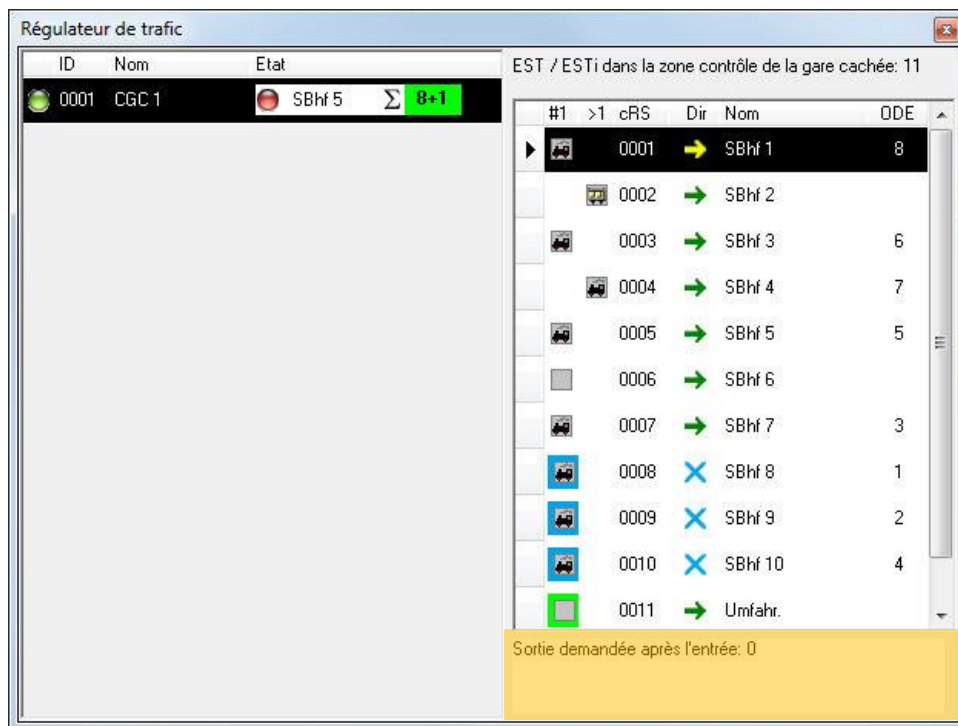 Régulateur de trafic
ID Nom Etat
0001 CGC 1 SBhf 5 Σ 8+1
EST / ESTi dans la zone contrôle de la gare cachée: 11
#1 >1 cRS Dir Nom ODE
0001 SBhf 1 8
0002 SBhf 2
0003 SBhf 3 6
0004 SBhf 4 7
0005 SBhf 5 5
0006 SBhf 6
0007 SBhf 7 3
0008 SBhf 8 1
0009 SBhf 9 2
0010 SBhf 10 4
0011 Umfahr.
Sortie demandée après l'entrée: 0